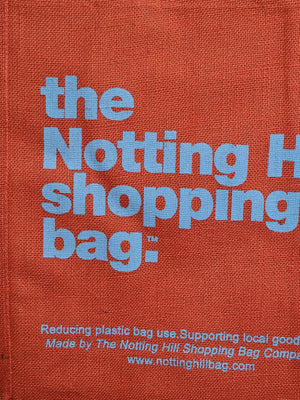 the
Notting H
shopping
bag.™
Reducing plastic bag use.Supporting local good
Made by The Notting Hill Shopping Bag Compa
www.nottinghillbag.com